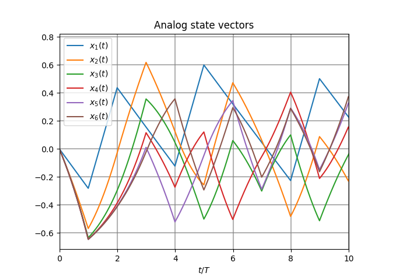 Analog state vectors
0.8
0.6
0.4
0.2
0.0
−0.2
−0.4
−0.6
x₁(t)
x₂(t)
x₃(t)
x₄(t)
x₅(t)
x₆(t)
0 2 4 6 8 10
t/T